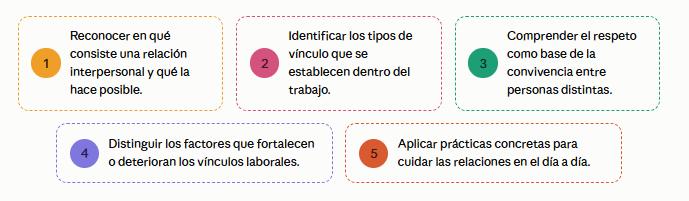 1
Reconocer en qué
consiste una relación
interpersonal y qué la
hace posible.
2
Identificar los tipos de
vínculo que se
establecen dentro del
trabajo.
3
Comprender el respeto
como base de la
convivencia entre
personas distintas.
4
Distinguir los factores que fortalecen
o deterioran los vínculos laborales.
5
Aplicar prácticas concretas para
cuidar las relaciones en el día a día.